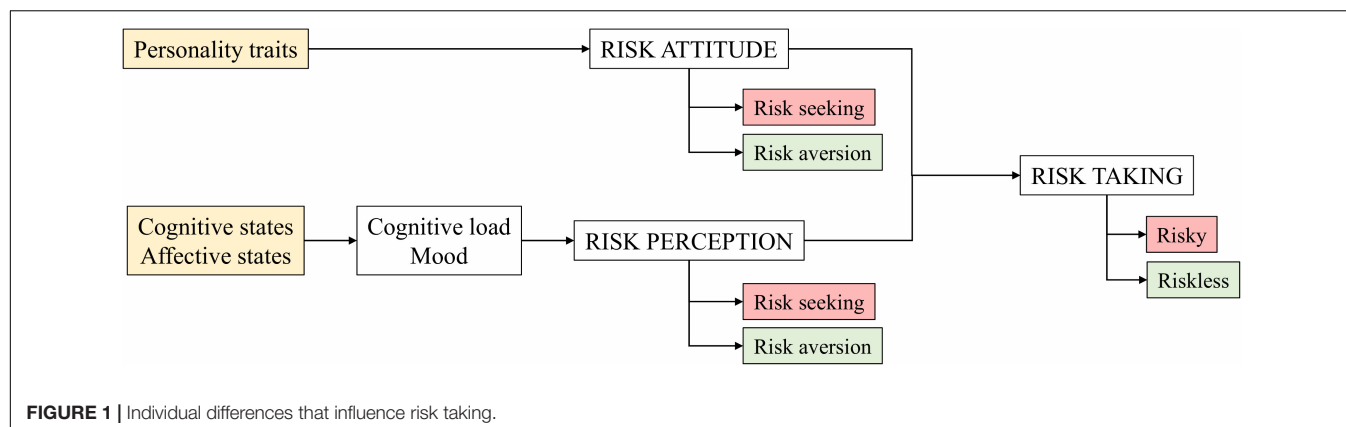 Personality traits
RISK ATTITUDE
Risk seeking
Risk aversion
RISK TAKING
Risky
Riskless
Cognitive states
Affective states
Cognitive load
Mood
RISK PERCEPTION
Risk seeking
Risk aversion
FIGURE 1 | Individual differences that influence risk taking.